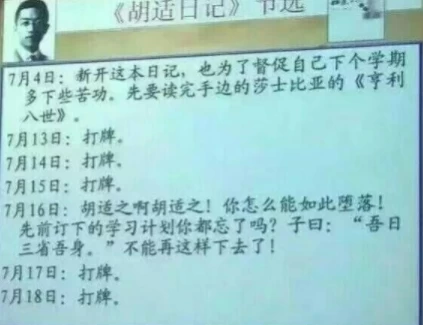 《胡适日记》节选
7月4日：新开这本日记，也为了督促自己下个学期
多下些苦功。先要读完手边的莎士比亚的《亨利
八世》。
7月13日：打牌。
7月14日：打牌。
7月15日：打牌。
7月16日：胡适之啊胡适之！你怎么能如此堕落！
先前订下的学习计划你都忘了吗？子曰：“吾日
三省吾身。”不能再这样下去了！
7月17日：打牌。
7月18日：打牌。